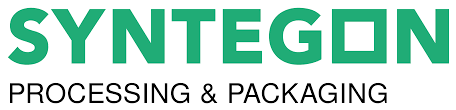 SYNTEGON
PROCESSING & PACKAGING